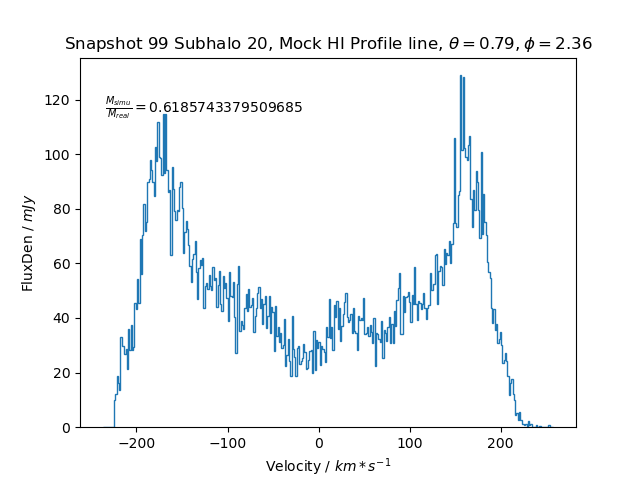 Snapshot 99 Subhalo 20, Mock HI Profile line, θ = 0.79, ϕ = 2.36
M_simu/M_real = 0.6185743379509685
120
100
80
60
40
20
0
FluxDen / mJy
−200 −100 0 100 200
Velocity / km * s⁻¹